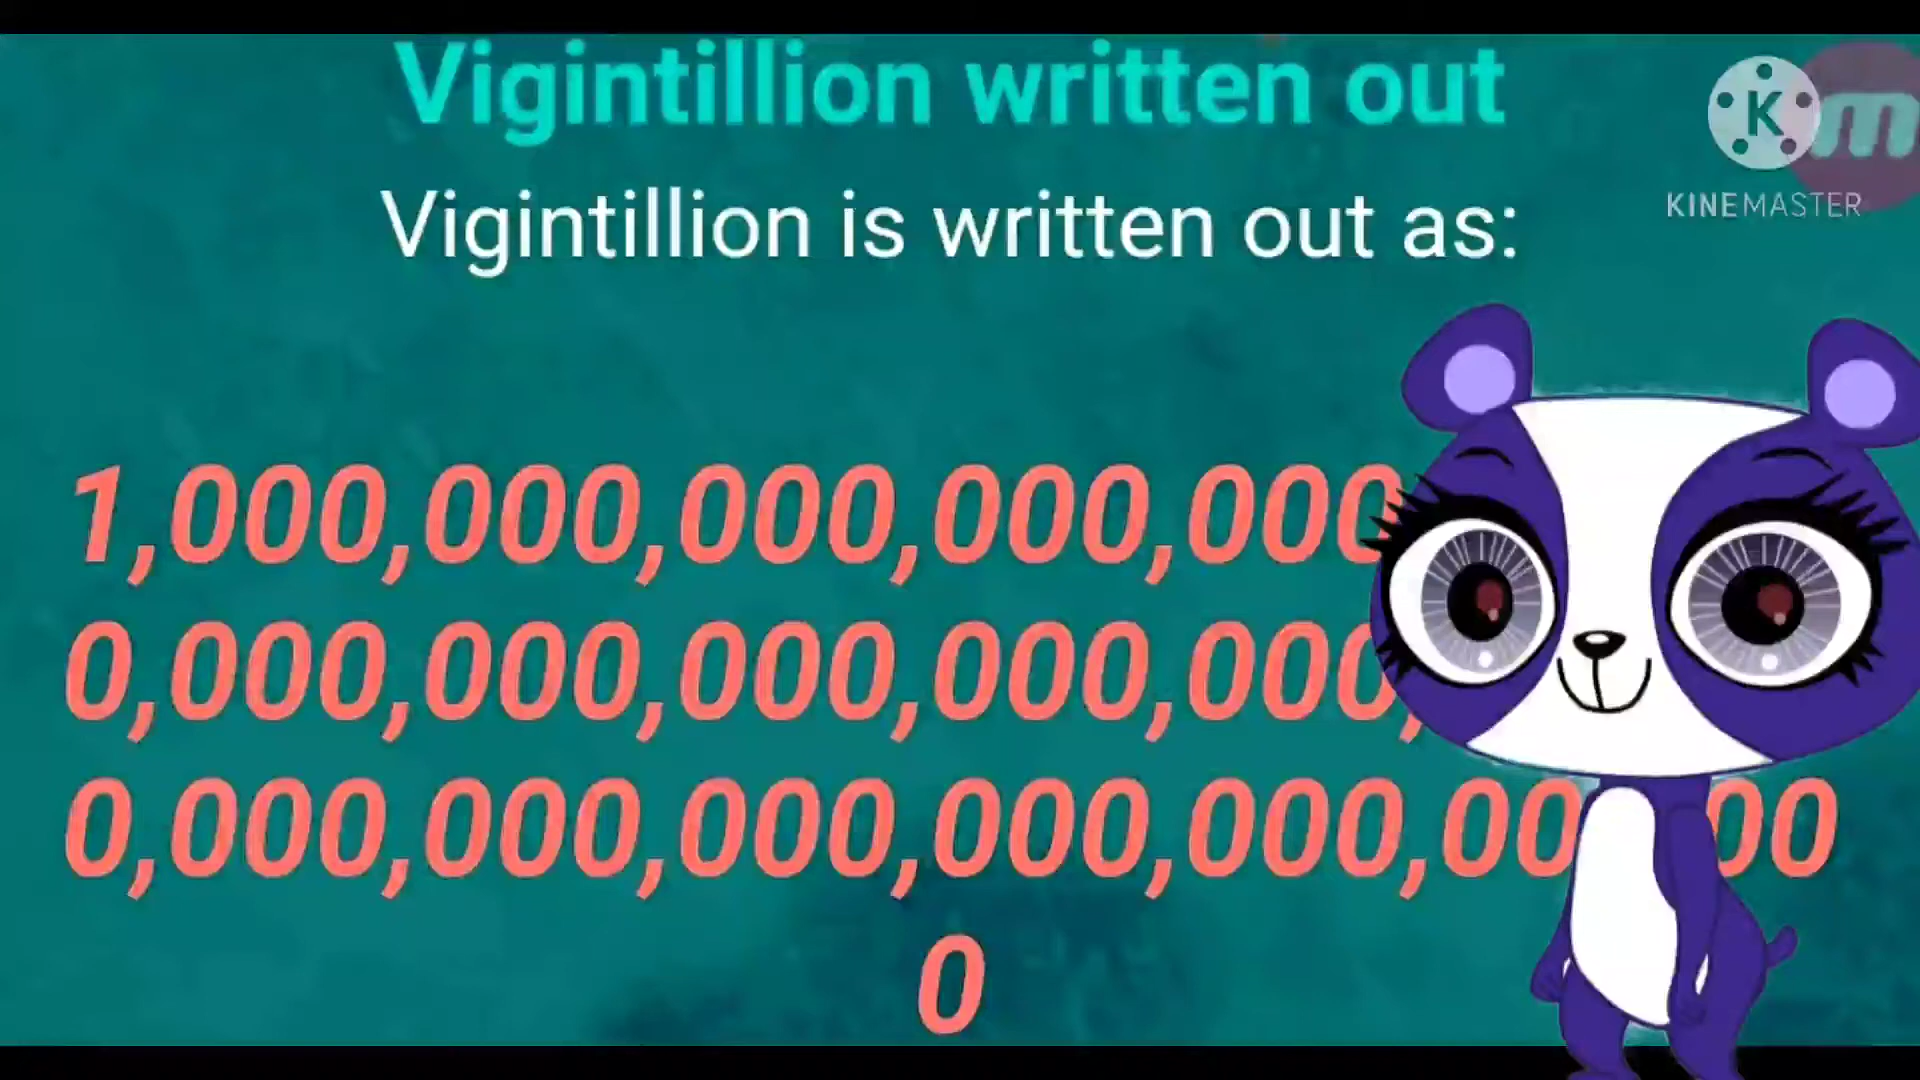 Vigintillion written out
K
m
KINEMASTER
Vigintillion is written out as:
1,000,000,000,000,000
0,000,000,000,000,000,
0,000,000,000,000,000,00 00
0